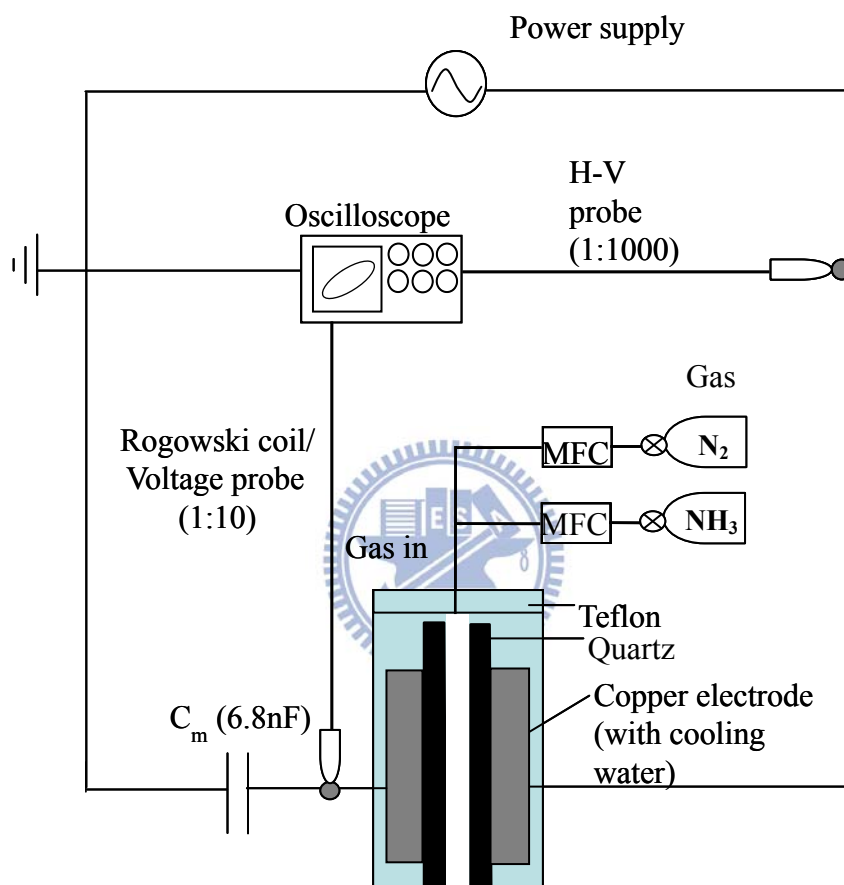 Power supply
H-V
probe
(1:1000)
Oscilloscope
Gas
Rogowski coil/
Voltage probe
(1:10)
MFC
N₂
MFC
NH₃
Gas in
E S
8
Teflon
Quartz
Copper electrode
(with cooling
water)
Cₘ (6.8nF)